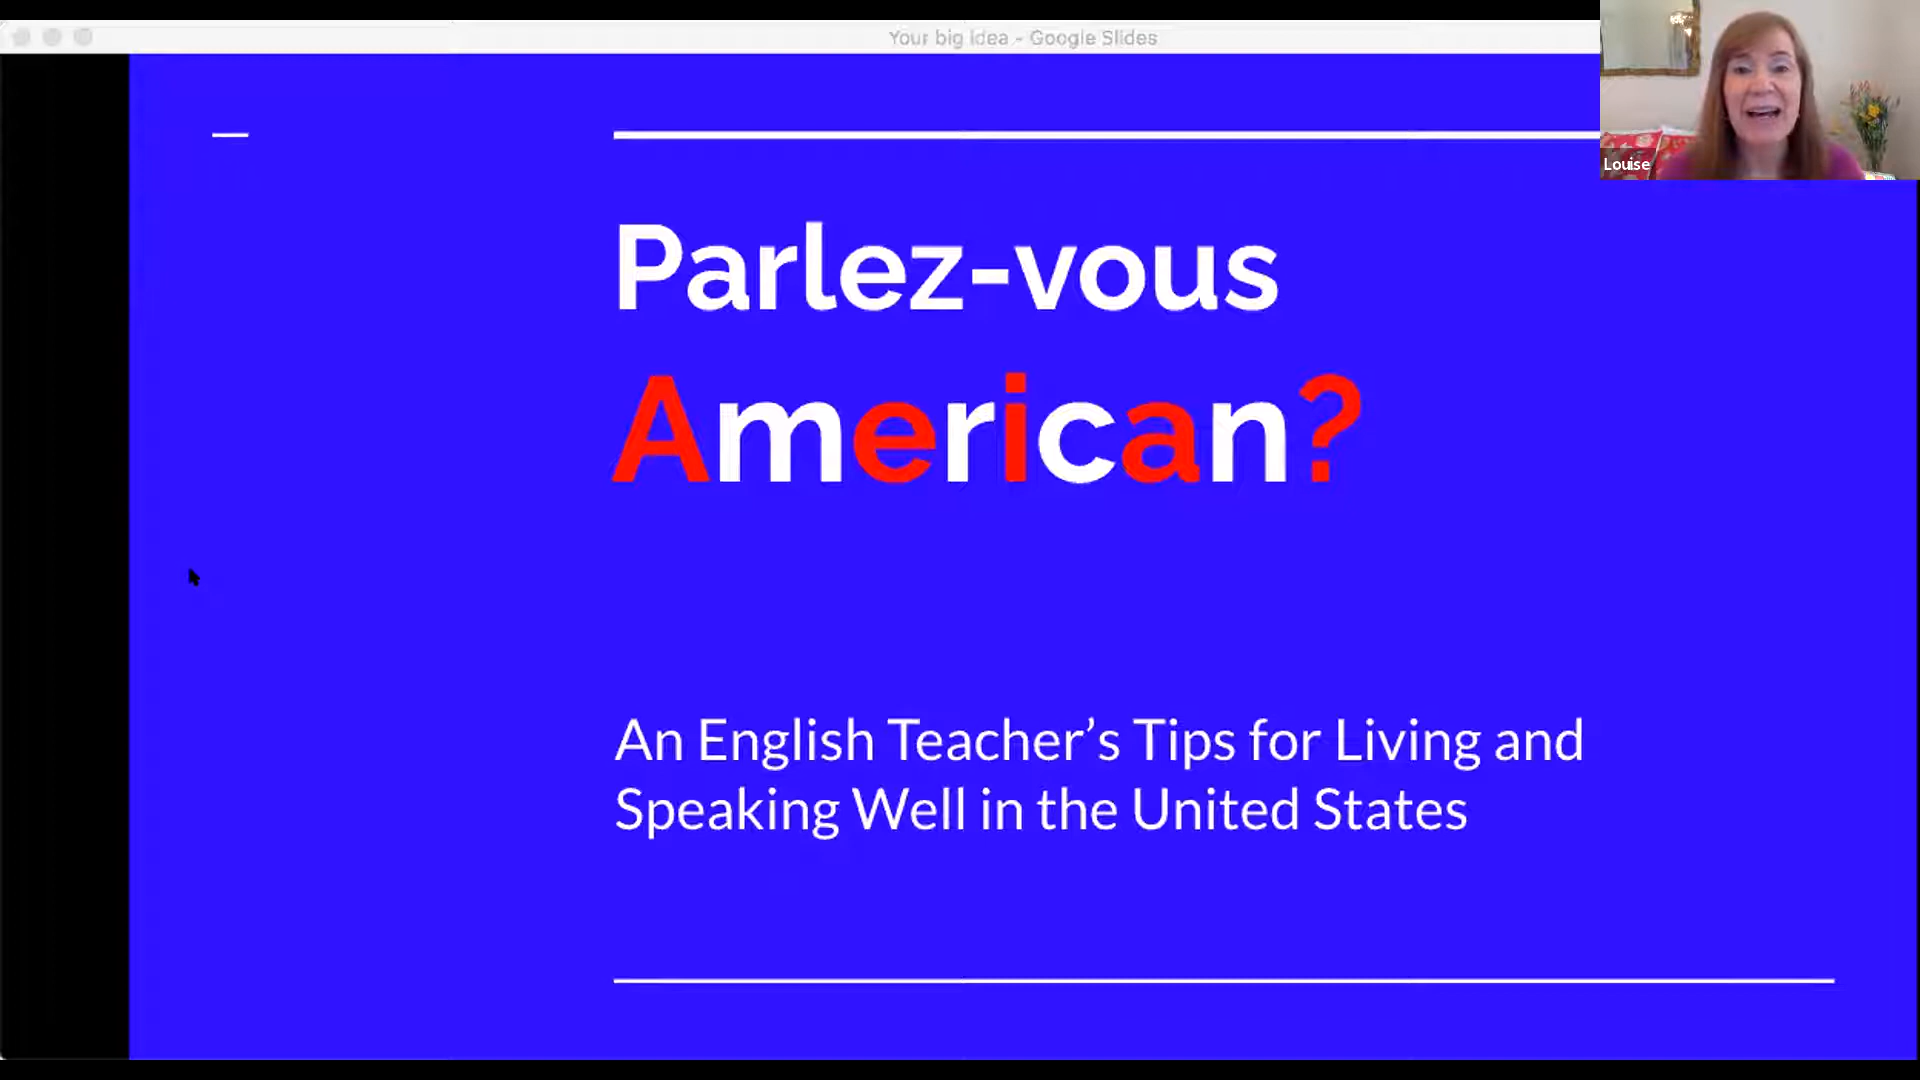 Your big idea - Google Slides
Louise
Parlez-vous
American?
An English Teacher’s Tips for Living and
Speaking Well in the United States